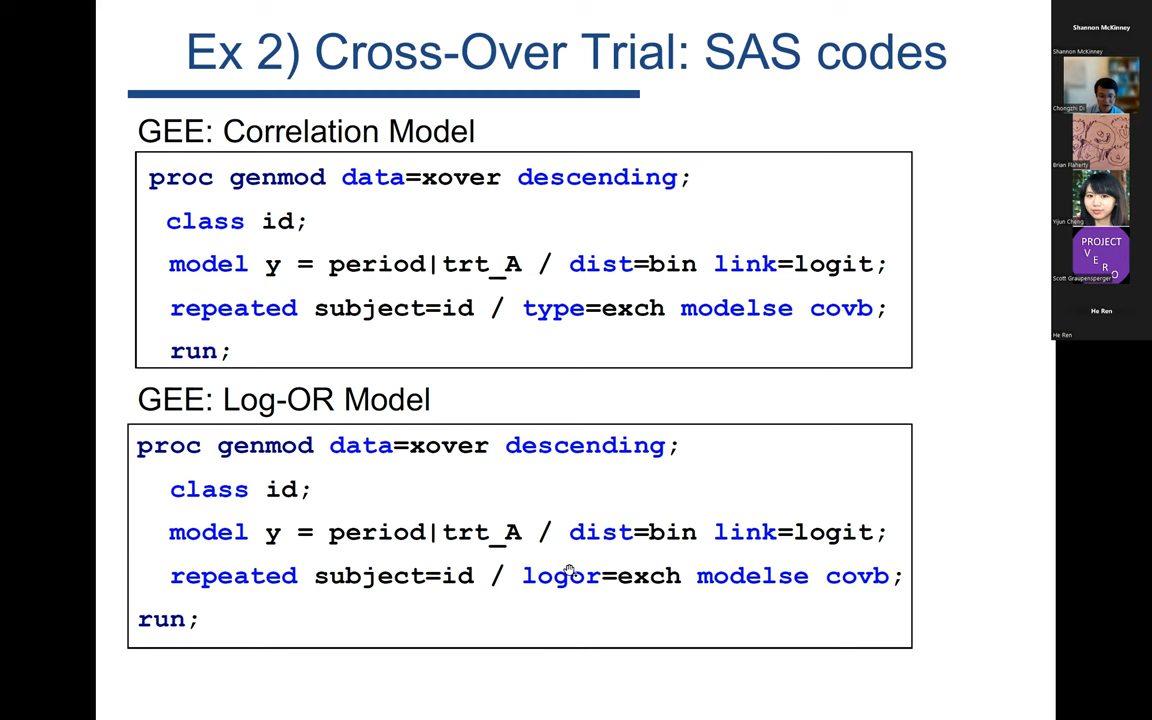 Ex 2) Cross-Over Trial: SAS codes
GEE: Correlation Model
proc genmod data=xover descending;
class id;
model y = period|trt_A / dist=bin link=logit;
repeated subject=id / type=exch modelse covb;
run;
GEE: Log-OR Model
proc genmod data=xover descending;
class id;
model y = period|trt_A / dist=bin link=logit;
repeated subject=id / logor=exch modelse covb;
run;
Shannon McKinney
Shannon McKinney
Chongzhi Di
Brian Flaherty
Yijun Cheng
PROJECT
VERO
Scott Graupensperger
He Ren
He Ren